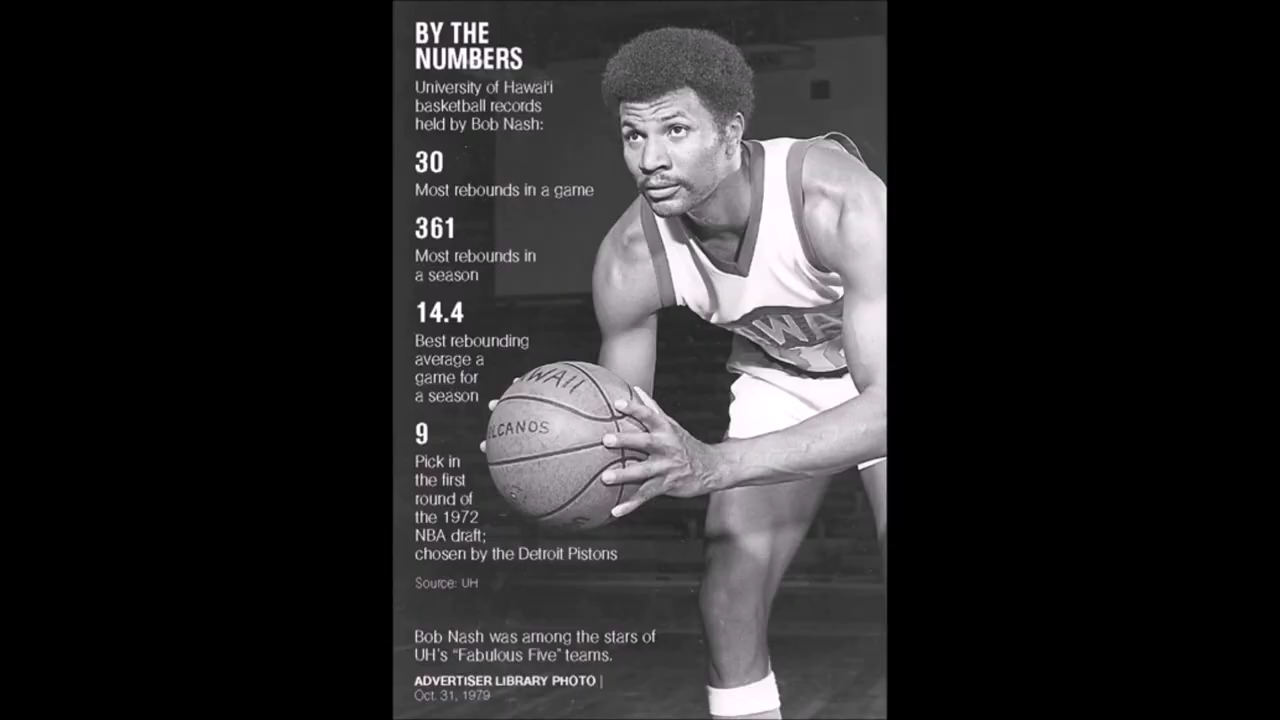 BY THE
NUMBERS
University of Hawai'i
basketball records
held by Bob Nash:
30
Most rebounds in a game
361
Most rebounds in
a season
14.4
Best rebounding
average a
game for
a season
9
Pick in
the first
round of
the 1972
NBA draft;
chosen by the Detroit Pistons
Source: UH
Bob Nash was among the stars of
UH's "Fabulous Five" teams.
ADVERTISER LIBRARY PHOTO |
Oct. 31, 1979